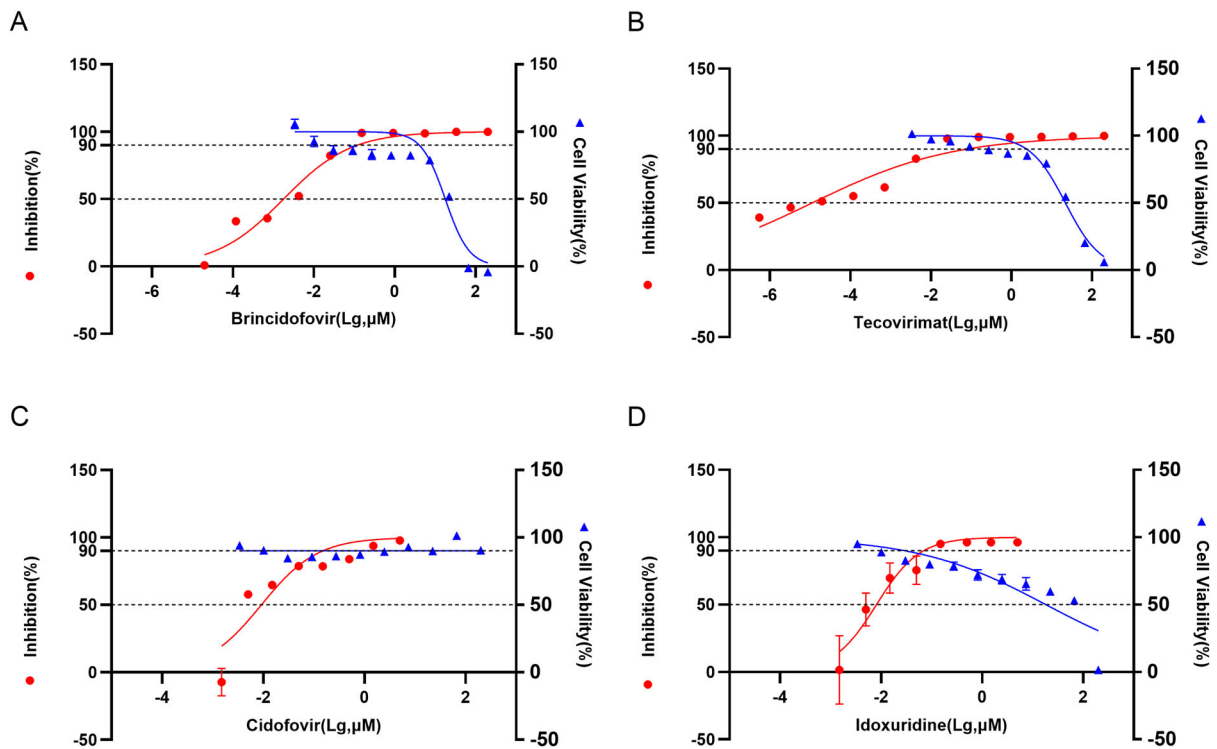 A
150
100
90
50
0
-50
Inhibition(%)
150
100
50
0
-50
Cell Viability(%)
-6 -4 -2 0 2
Brincidofovir(Lg,μM)
B
150
100
90
50
0
-50
Inhibition(%)
150
100
50
0
-50
Cell Viability(%)
-6 -4 -2 0 2
Tecovirimat(Lg,μM)
C
150
100
90
50
0
-50
Inhibition(%)
150
100
50
0
-50
Cell Viability(%)
-4 -2 0 2
Cidofovir(Lg,μM)
D
150
100
90
50
0
-50
Inhibition(%)
150
100
50
0
-50
Cell Viability(%)
-4 -2 0 2
Idoxuridine(Lg,μM)